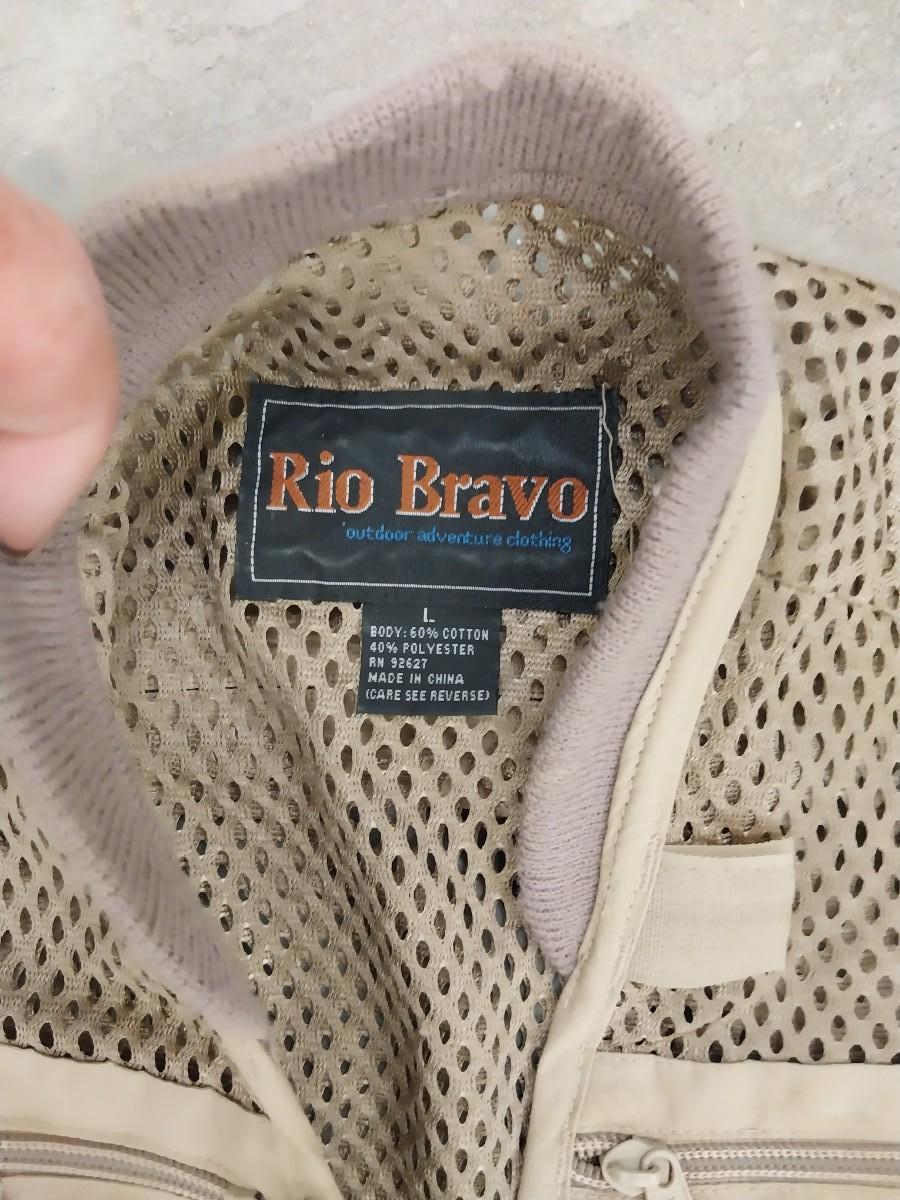 Rio Bravo
outdoor adventure clothing
L
BODY: 60% COTTON
40% POLYESTER
RN 92627
MADE IN CHINA
(CARE SEE REVERSE)